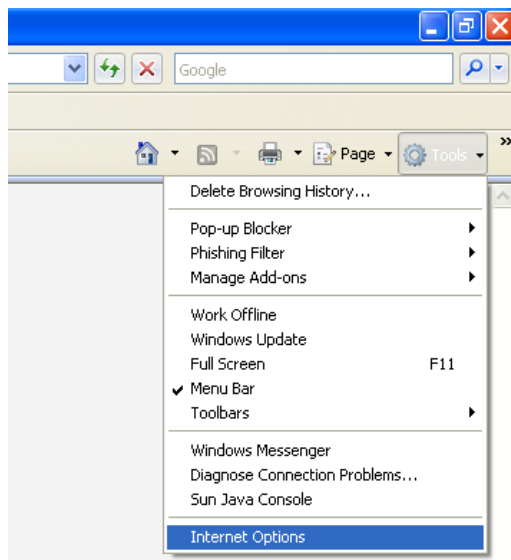 Google
Page
Tools
Delete Browsing History...
Pop-up Blocker
Phishing Filter
Manage Add-ons
Work Offline
Windows Update
Full Screen F11
Menu Bar
Toolbars
Windows Messenger
Diagnose Connection Problems...
Sun Java Console
Internet Options